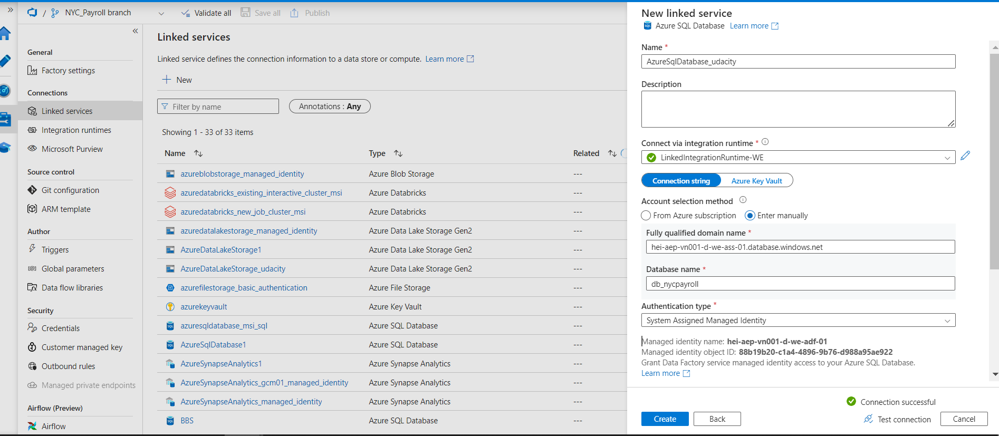 / NYC_Payroll branch
Validate all
Save all
Publish
General
Factory settings
Connections
Linked services
Integration runtimes
Microsoft Purview
Source control
Git configuration
ARM template
Author
Triggers
Global parameters
Data flow libraries
Security
Credentials
Customer managed key
Outbound rules
Managed private endpoints
Airflow (Preview)
Airflow
Linked services
Linked service defines the connection information to a data store or compute. Learn more
New
Filter by name
Annotations : Any
Showing 1 - 33 of 33 items
Name Type Related
azureblobstorage_managed_identity Azure Blob Storage ---
azuredatabricks_existing_interactive_cluster_msi Azure Databricks ---
azuredatabricks_new_job_cluster_msi Azure Databricks ---
azuredatalakestorage_managed_identity Azure Data Lake Storage Gen2 ---
AzureDataLakeStorage1 Azure Data Lake Storage Gen2 ---
AzureDataLakeStorage_udacity Azure Data Lake Storage Gen2 ---
azurefilestorage_basic_authentication Azure File Storage ---
azurekeyvault Azure Key Vault ---
azuresqldatabase_msi_sql Azure SQL Database ---
AzureSqlDatabase1 Azure SQL Database ---
AzureSynapseAnalytics1 Azure Synapse Analytics ---
AzureSynapseAnalytics_gcm01_managed_identity Azure Synapse Analytics ---
AzureSynapseAnalytics_managed_identity Azure Synapse Analytics ---
BBS Azure SQL Database ---
New linked service
Azure SQL Database Learn more
Name *
AzureSqlDatabase_udacity
Description
Connect via integration runtime *
LinkedIntegrationRuntime-WE
Connection string Azure Key Vault
Account selection method
From Azure subscription Enter manually
Fully qualified domain name *
hei-aep-vn001-d-we-ass-01.database.windows.net
Database name *
db_nycpayroll
Authentication type *
System Assigned Managed Identity
Managed identity name: hei-aep-vn001-d-we-adf-01
Managed identity object ID: 88b19b20-c1a4-4896-9b76-d988a95ae922
Grant Data Factory service managed identity access to your Azure SQL Database.
Learn more
Connection successful
Create Back Test connection Cancel